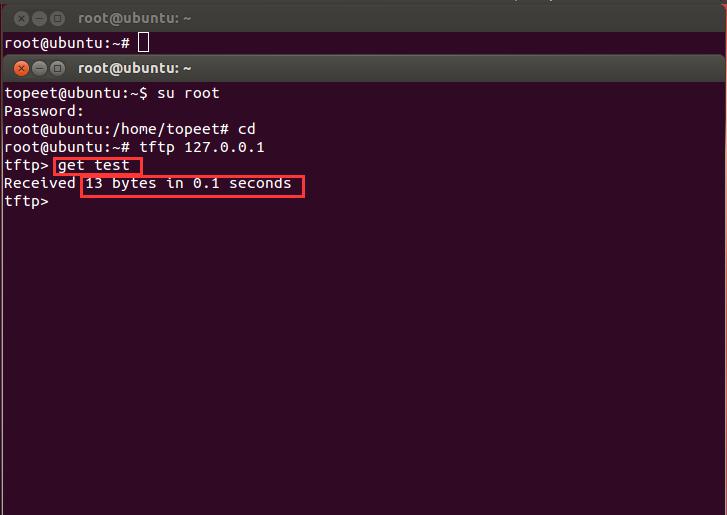 root@ubuntu: ~
root@ubuntu:~#
root@ubuntu: ~
topeet@ubuntu:~$ su root
Password:
root@ubuntu:/home/topeet# cd
root@ubuntu:~# tftp 127.0.0.1
tftp> get test
Received 13 bytes in 0.1 seconds
tftp>